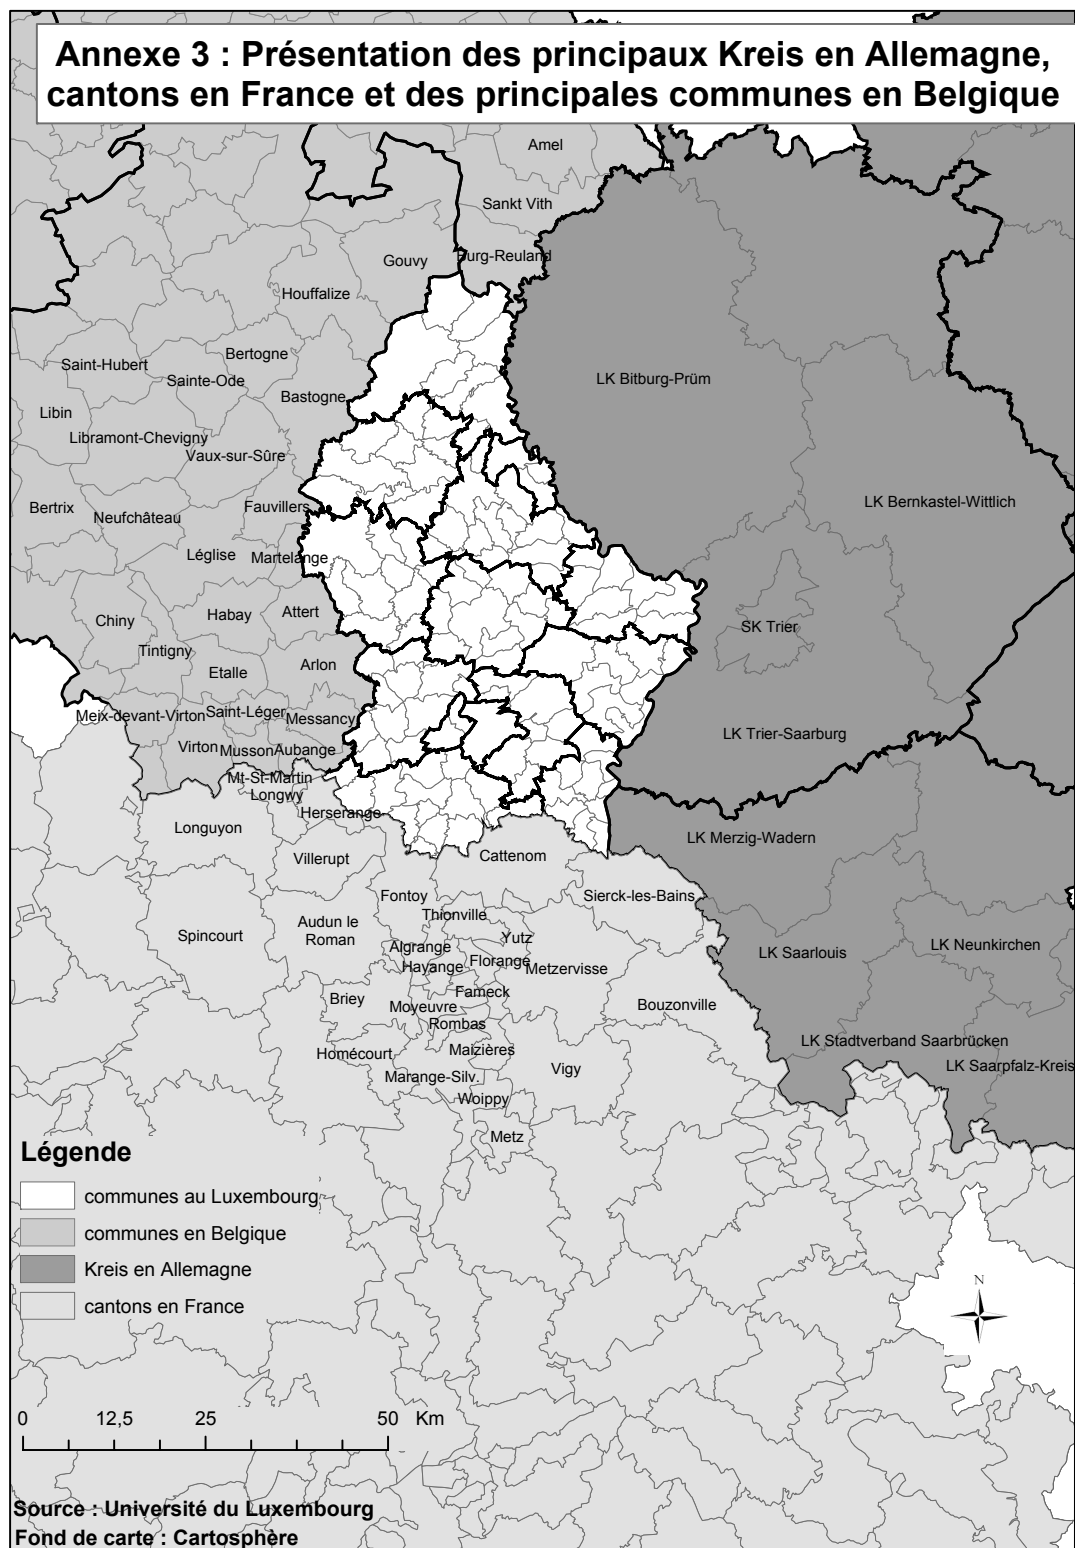 Annexe 3 : Présentation des principaux Kreis en Allemagne,
cantons en France et des principales communes en Belgique
Amel
Sankt Vith
Burg-Reuland
Gouvy
Houffalize
Bertogne
Saint-Hubert
Sainte-Ode
LK Bitburg-Prüm
Bastogne
Libin
Libramont-Chevigny
Vaux-sur-Sûre
LK Bernkastel-Wittlich
Bertrix
Fauvillers
Neufchâteau
Léglise
Martelange
Chiny
Habay
Attert
SK Trier
Tintigny
Etalle
Arlon
Meix-devant-Virton
Saint-Léger
Messancy
LK Trier-Saarburg
Virton
Musson
Aubange
Mt-St-Martin
Longwy
Herserange
Longuyon
LK Merzig-Wadern
Villerupt
Cattenom
Fontoy
Sierck-les-Bains
Thionville
Audun le
Roman
Spincourt
Yutz
Algrange
LK Neunkirchen
LK Saarlouis
Florange
Hayange
Metzervisse
Fameck
Briey
Moyeuvre
Bouzonville
Rombas
LK Stadtverband Saarbrücken
Maizières
Homécourt
LK Saarpfalz-Kreis
Vigy
Marange-Silv.
Woippy
Metz
Légende
communes au Luxembourg
communes en Belgique
Kreis en Allemagne
cantons en France
N
0 12,5 25 50 Km
Source : Université du Luxembourg
Fond de carte : Cartosphère